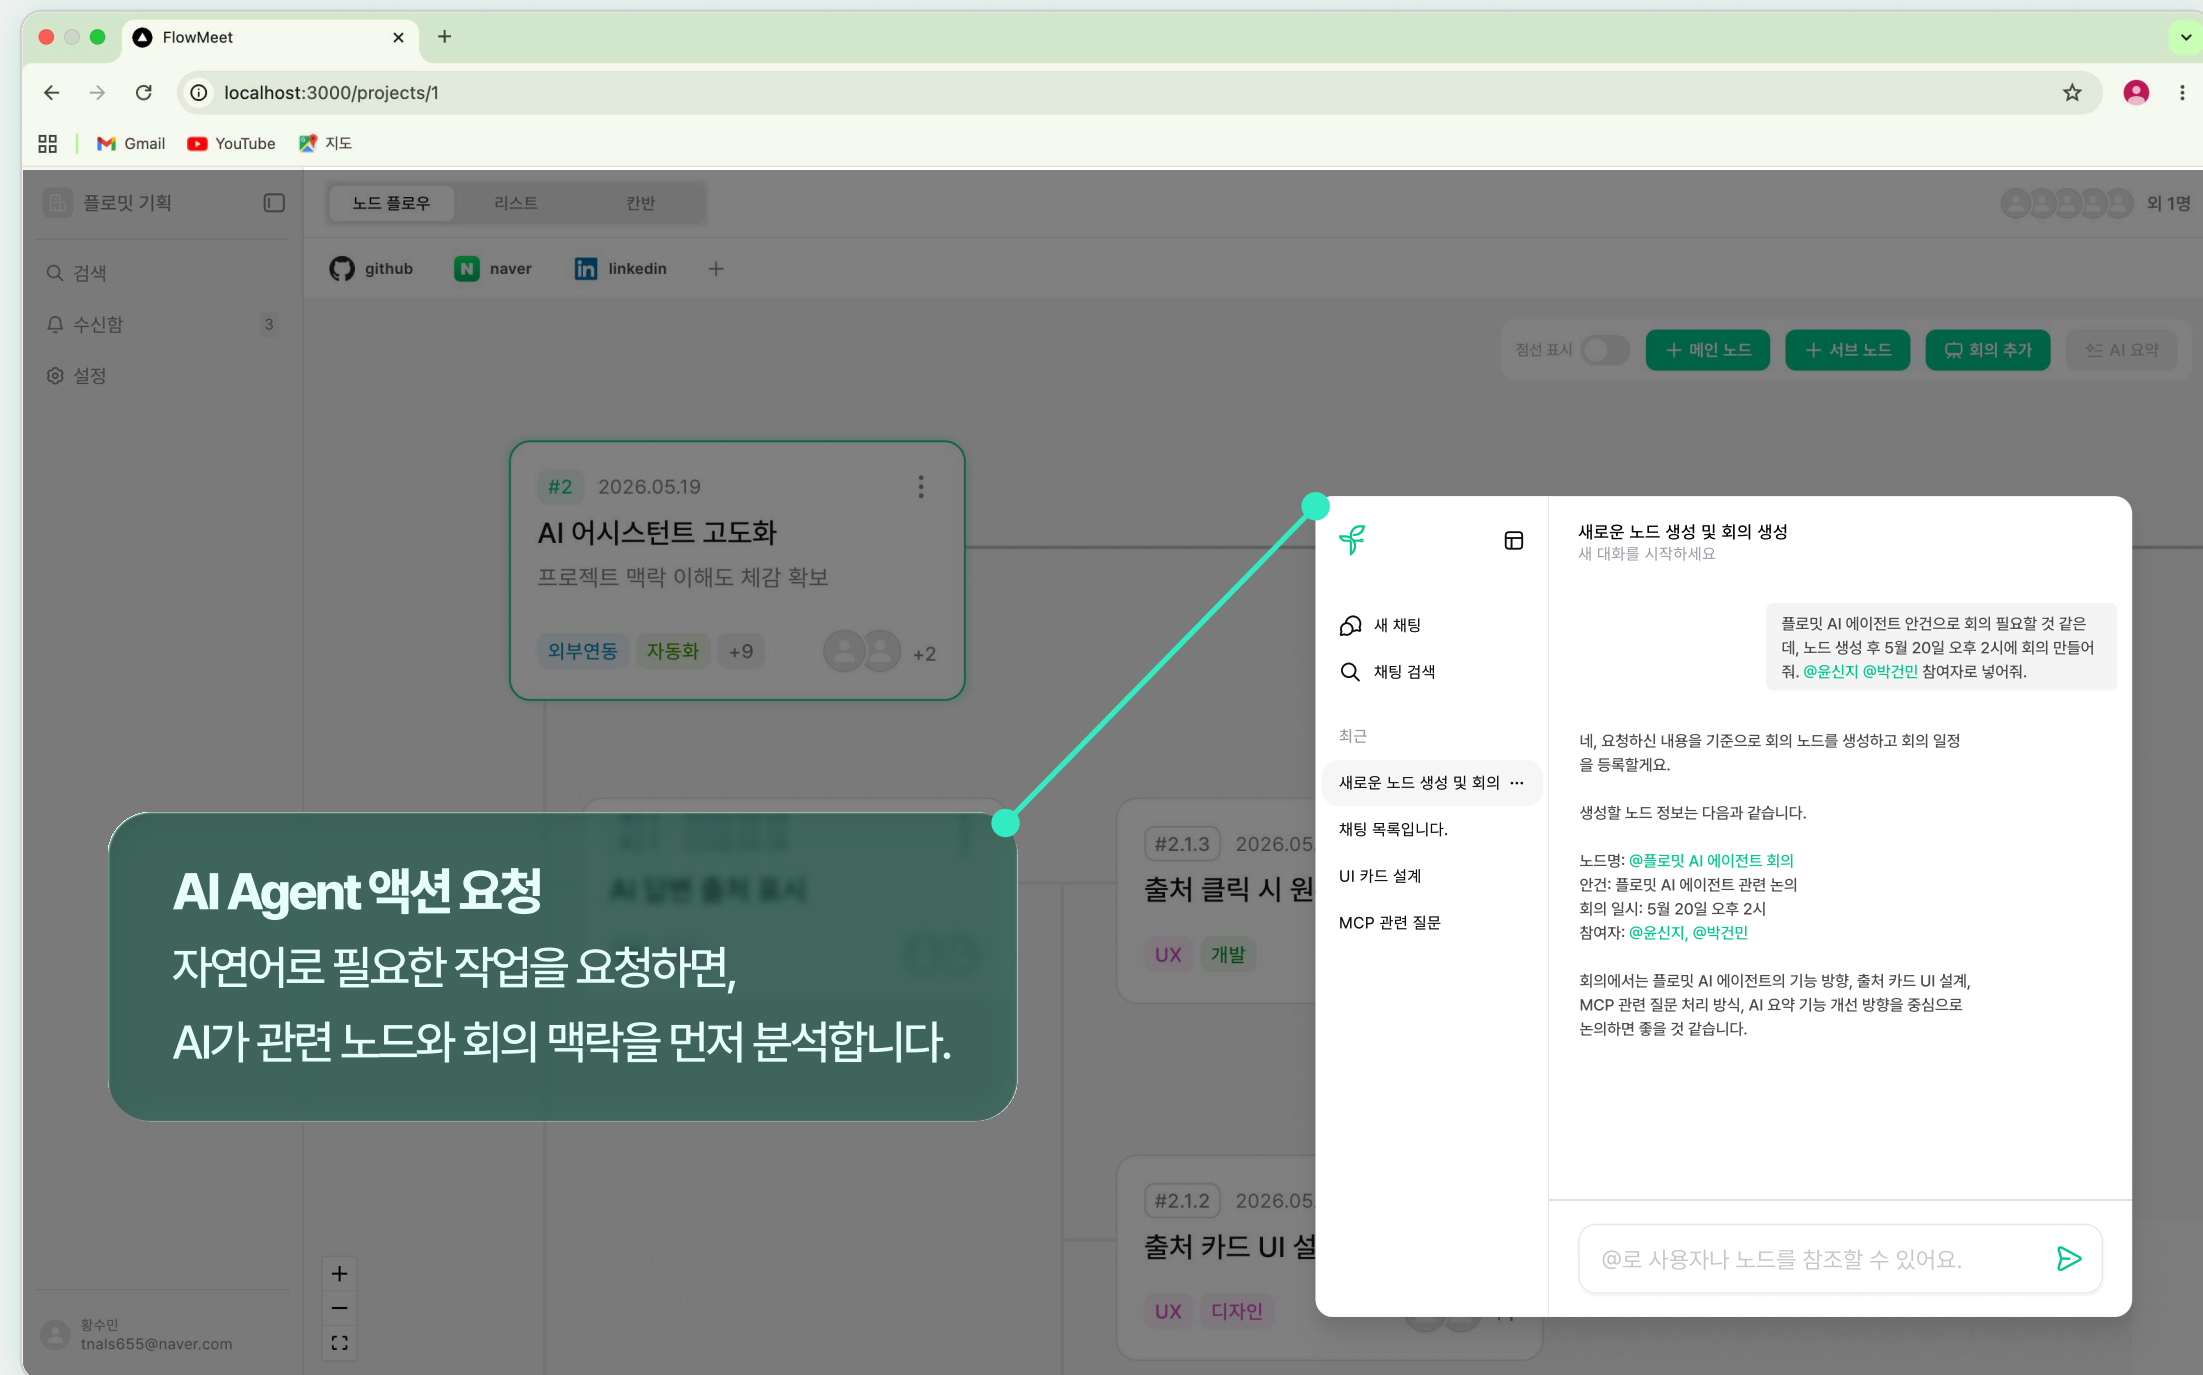 FlowMeet
localhost:3000/projects/1
Gmail
YouTube
지도
플로밋 기획
노드 플로우
리스트
칸반
외 1명
검색
수신함
3
설정
github
naver
linkedin
점선 표시
메인 노드
서브 노드
회의 추가
AI 요약
#2
2026.05.19
AI 어시스턴트 고도화
프로젝트 맥락 이해도 체감 확보
외부연동
자동화
+9
+2
AI 답변 출처 표시
AI Agent 액션 요청
자연어로 필요한 작업을 요청하면,
AI가 관련 노드와 회의 맥락을 먼저 분석합니다.
#2.1.3
2026.05.
출처 클릭 시 원
UX
개발
#2.1.2
2026.05.
출처 카드 UI 설
UX
디자인
새 채팅
채팅 검색
최근
새로운 노드 생성 및 회의
채팅 목록입니다.
UI 카드 설계
MCP 관련 질문
새로운 노드 생성 및 회의 생성
새 대화를 시작하세요
플로밋 AI 에이전트 안건으로 회의 필요할 것 같은
데, 노드 생성 후 5월 20일 오후 2시에 회의 만들어
줘. @윤신지 @박건민 참여자로 넣어줘.
네, 요청하신 내용을 기준으로 회의 노드를 생성하고 회의 일정
을 등록할게요.
생성할 노드 정보는 다음과 같습니다.
노드명: @플로밋 AI 에이전트 회의
안건: 플로밋 AI 에이전트 관련 논의
회의 일시: 5월 20일 오후 2시
참여자: @윤신지, @박건민
회의에서는 플로밋 AI 에이전트의 기능 방향, 출처 카드 UI 설계,
MCP 관련 질문 처리 방식, AI 요약 기능 개선 방향을 중심으로
논의하면 좋을 것 같습니다.
@로 사용자나 노드를 참조할 수 있어요.
황수민
tnals655@naver.com